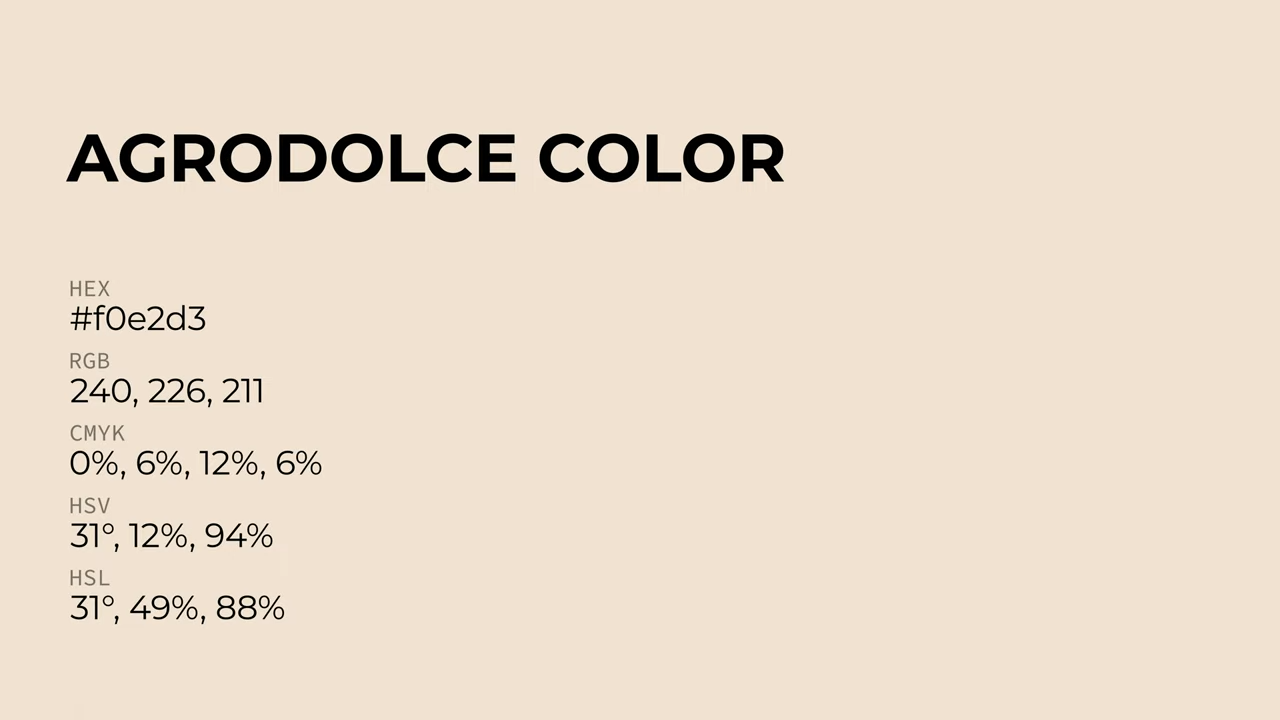 AGRODOLCE COLOR
HEX
#f0e2d3
RGB
240, 226, 211
CMYK
0%, 6%, 12%, 6%
HSV
31°, 12%, 94%
HSL
31°, 49%, 88%